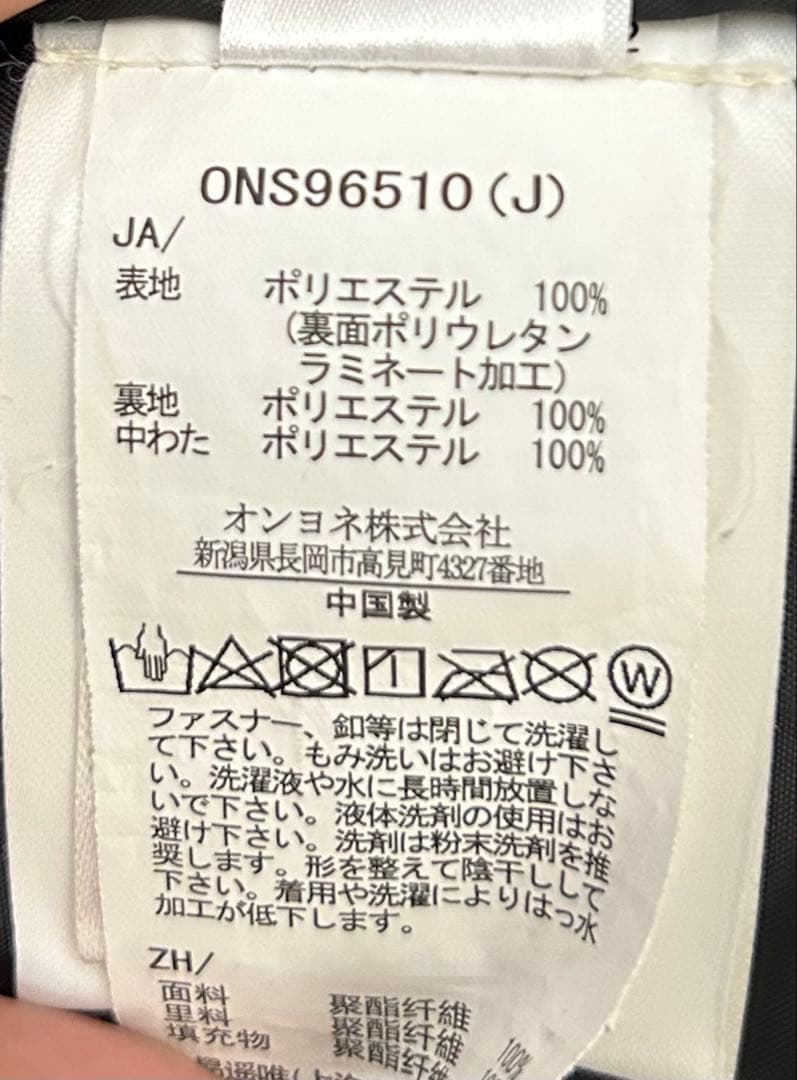 ONS96510(J)
JA/
表地 ポリエステル 100%
(裏面ポリウレタン
ラミネート加工)
裏地 ポリエステル 100%
中わた ポリエステル 100%
オンヨネ株式会社
新潟県長岡市高見町4327番地
中国製
W
ファスナー、釦等は閉じて洗濯し
て下さい。もみ洗いはお避け下さ
い。洗濯液や水に長時間放置しな
いで下さい。液体洗剤の使用はお
避け下さい。洗剤は粉末洗剤を推
奨します。形を整えて陰干しして
下さい。着用や洗濯によりはっ水
加工が低下します。
ZH/
面料 聚酯纤維
里料 聚酯纤維 100%
填充物 聚酯纤維